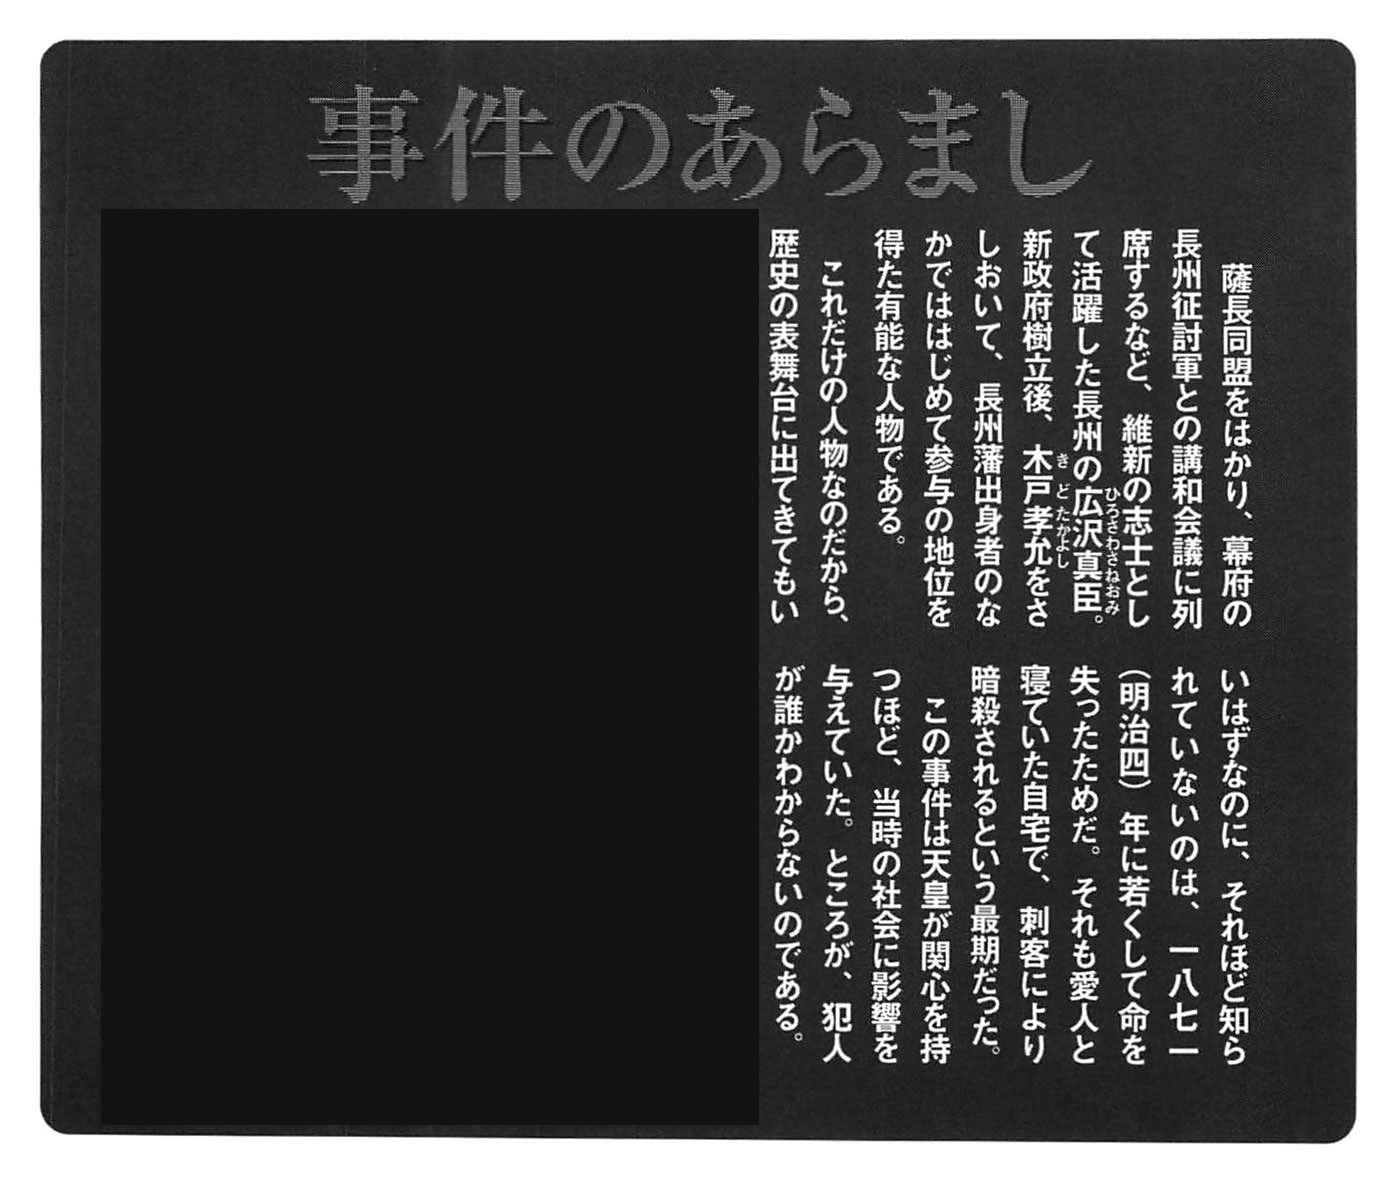 事件のあらまし
薩長同盟をはかり、幕府の
長州征討軍との講和会議に列
席するなど、維新の志士とし
て活躍した長州の広沢真臣。
ひろさわさねおみ
新政府樹立後、木戸孝允をさ
きどたかよし
しおいて、長州藩出身者のな
かでははじめて参与の地位を
得た有能な人物である。
これだけの人物なのだから、
歴史の表舞台に出てきてもい
いはずなのに、それほど知ら
れていないのは、一八七一
（明治四）年に若くして命を
失ったためだ。それも愛人と
寝ていた自宅で、刺客により
暗殺されるという最期だった。
この事件は天皇が関心を持
つほど、当時の社会に影響を
与えていた。ところが、犯人
が誰かわからないのである。